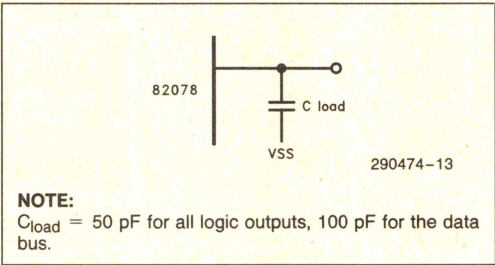 82078
C load
VSS
290474–13
NOTE:
Cload = 50 pF for all logic outputs, 100 pF for the data
bus.